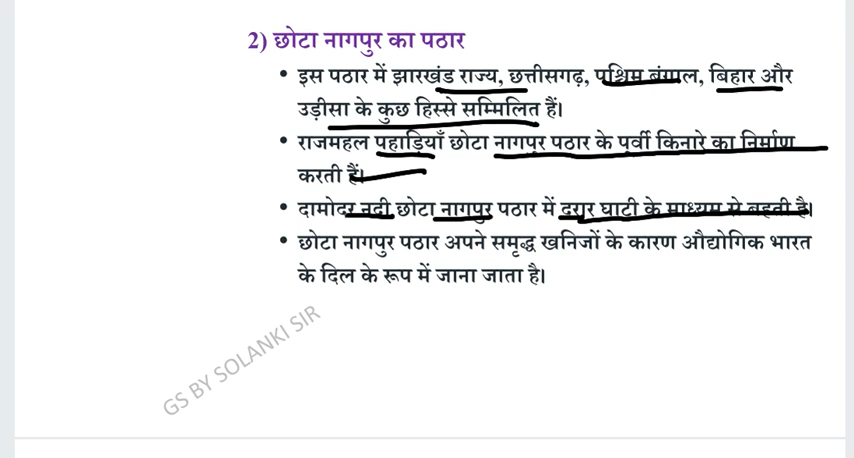 2) छोटा नागपुर का पठार
• इस पठार में झारखंड राज्य, छत्तीसगढ़, पश्चिम बंगाल, बिहार और
उड़ीसा के कुछ हिस्से सम्मिलित हैं।
• राजमहल पहाड़ियाँ छोटा नागपुर पठार के पूर्वी किनारे का निर्माण
करती हैं।
• दामोदर नदी छोटा नागपुर पठार में दरार घाटी के माध्यम से बहती है।
• छोटा नागपुर पठार अपने समृद्ध खनिजों के कारण औद्योगिक भारत
के दिल के रूप में जाना जाता है।
GS BY SOLANKI SIR